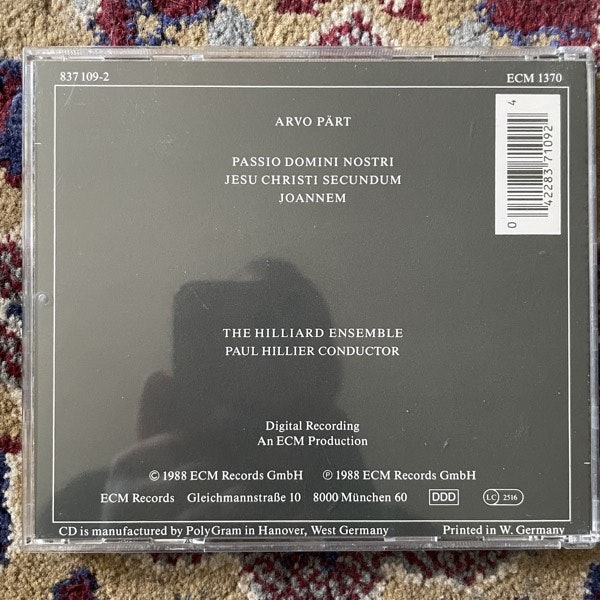 837 109-2 ECM 1370
ARVO PÄRT
PASSIO DOMINI NOSTRI
JESU CHRISTI SECUNDUM
JOANNEM
0 42283 71092 4
THE HILLIARD ENSEMBLE
PAUL HILLIER CONDUCTOR
Digital Recording
An ECM Production
© 1988 ECM Records GmbH ℗ 1988 ECM Records GmbH
ECM Records Gleichmannstraße 10 8000 München 60 DDD LC 2516
CD is manufactured by PolyGram in Hanover, West Germany Printed in W. Germany